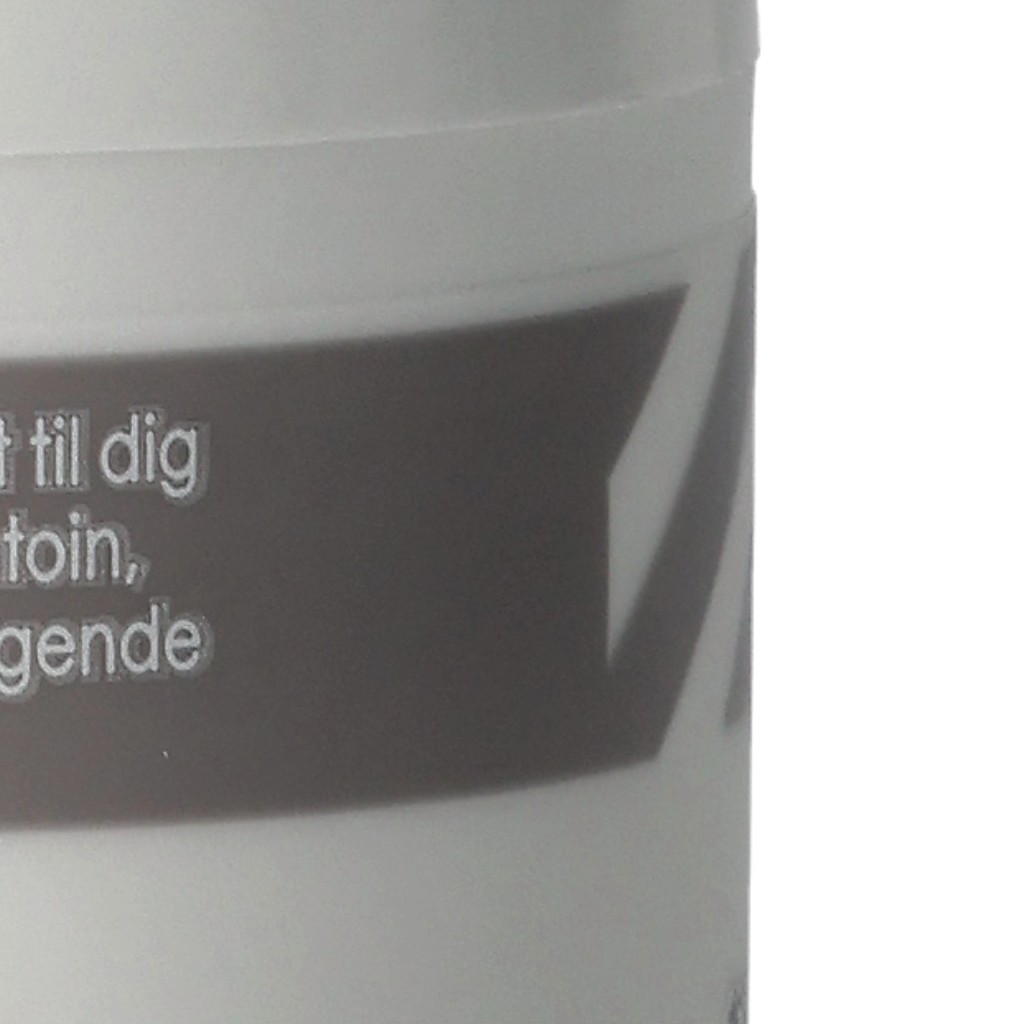 t til dig
toin,
gende